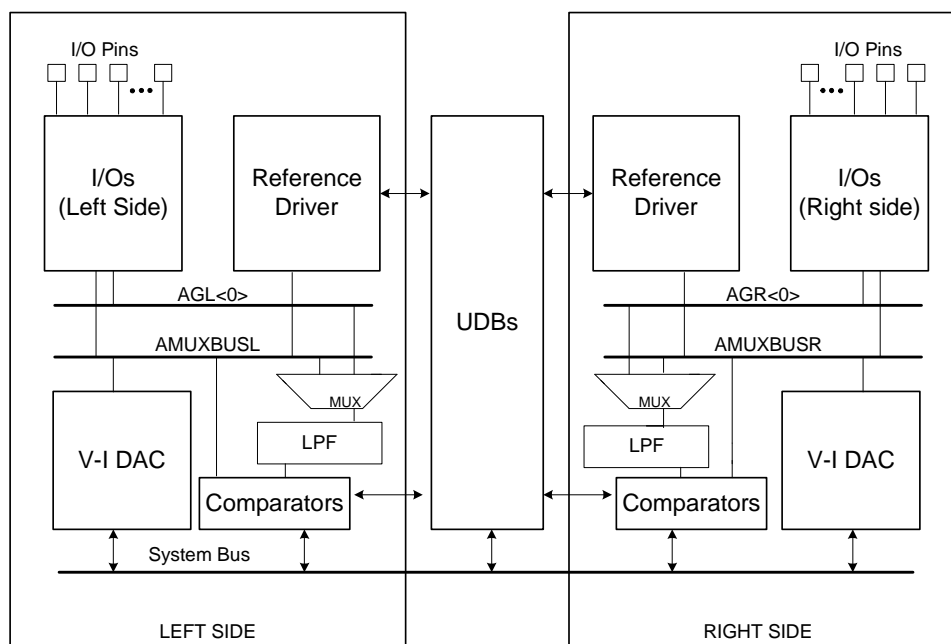 I/O Pins
I/O Pins
I/Os
(Left Side)
Reference
Driver
UDBs
Reference
Driver
I/Os
(Right side)
AGL<0>
AGR<0>
AMUXBUSL
AMUXBUSR
MUX
MUX
LPF
LPF
V-I DAC
Comparators
Comparators
V-I DAC
System Bus
LEFT SIDE
RIGHT SIDE